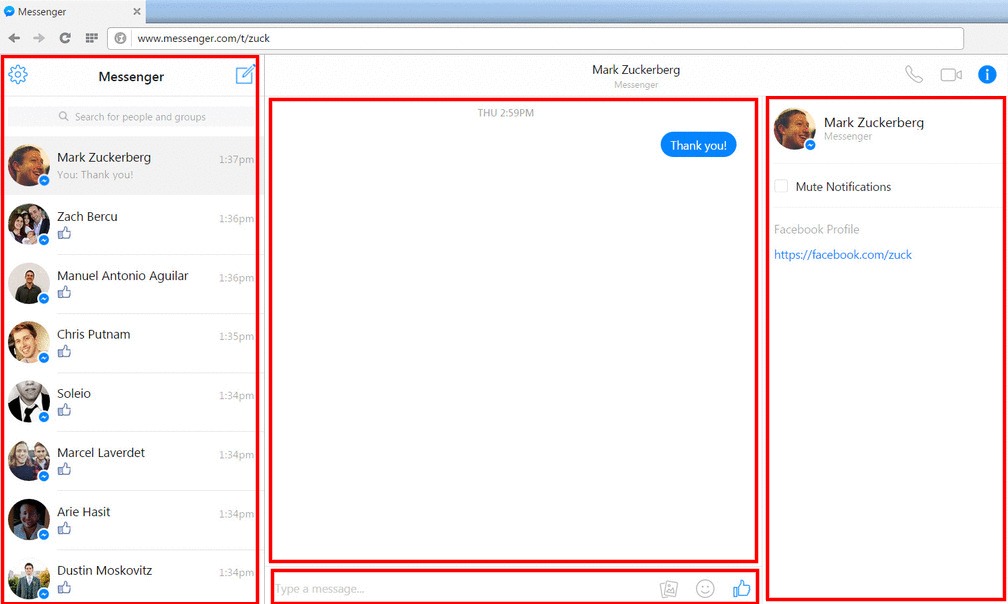 Messenger
www.messenger.com/t/zuck
Messenger
Search for people and groups
Mark Zuckerberg 1:37pm
You: Thank you!
Zach Bercu 1:36pm
Manuel Antonio Aguilar 1:36pm
Chris Putnam 1:35pm
Soleio 1:34pm
Marcel Laverdet 1:34pm
Arie Hasit 1:34pm
Dustin Moskovitz 1:34pm
Mark Zuckerberg
Messenger
THU 2:59PM
Thank you!
Type a message...
Mark Zuckerberg
Messenger
Mute Notifications
Facebook Profile
https://facebook.com/zuck